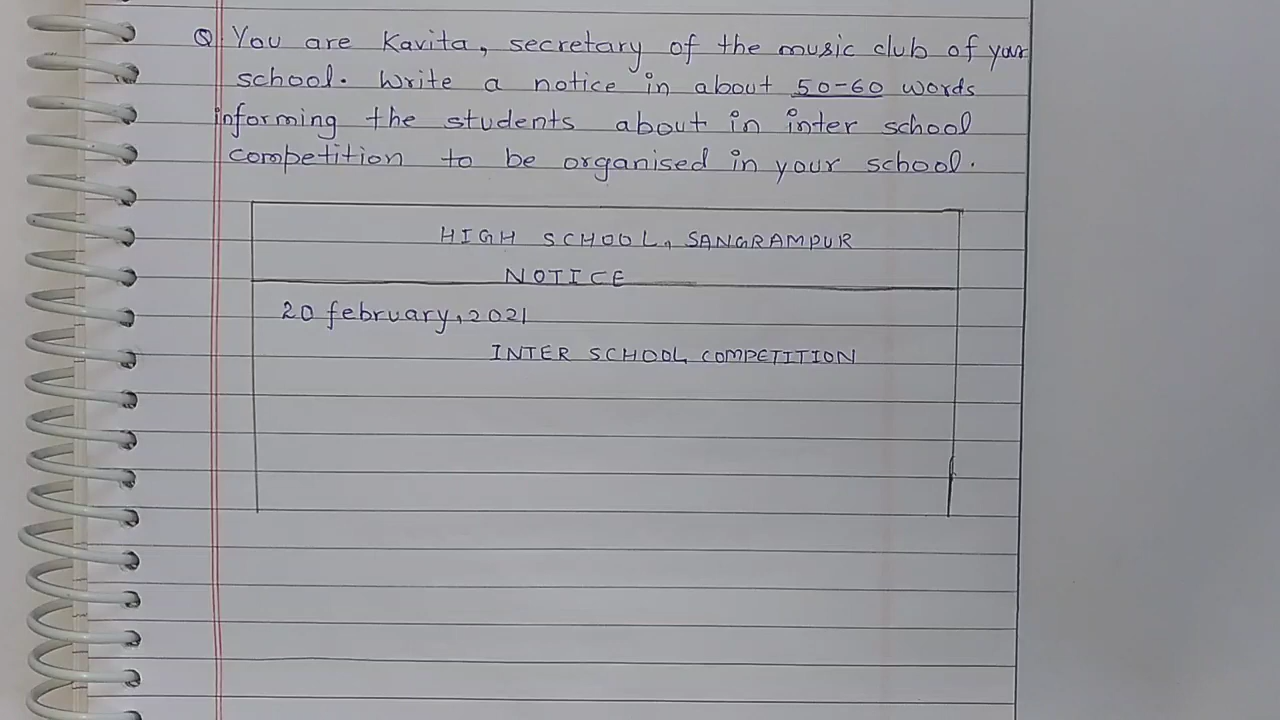 Q You are Kavita, secretary of the music club of your
school. Write a notice in about 50-60 words
informing the students about in inter school
competition to be organised in your school.
HIGH SCHOOL, SANGRAMPUR
NOTICE
20 february, 2021
INTER SCHOOL COMPETITION